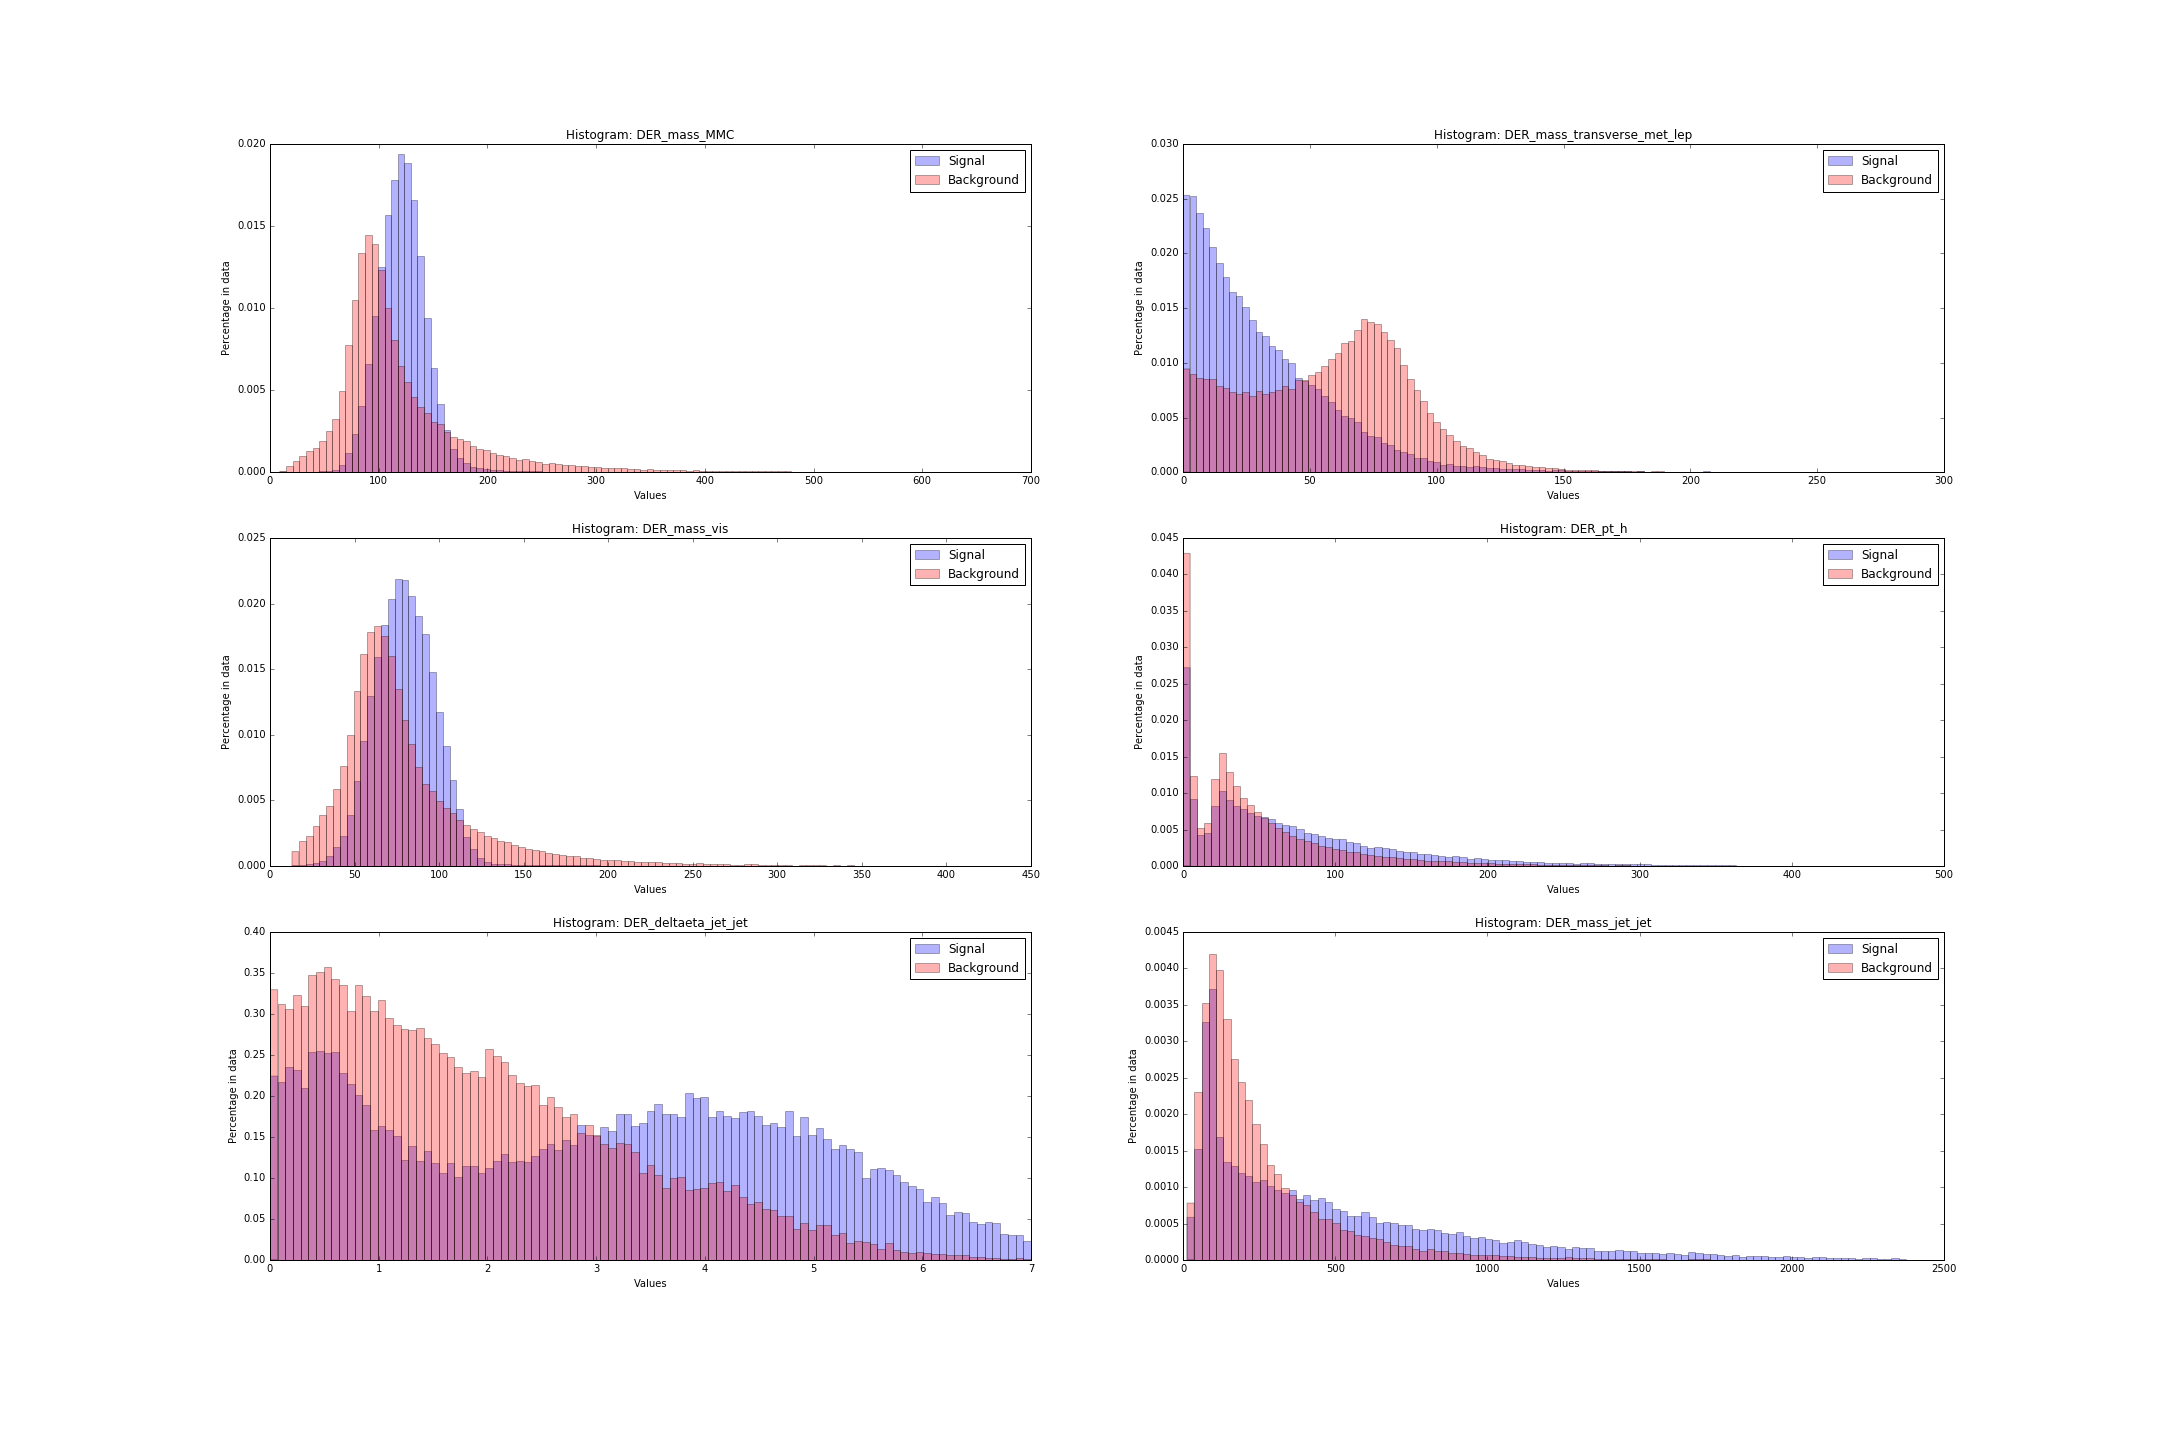 Histogram: DER_mass_MMC
Signal
Background
Percentage in data
0.020
0.015
0.010
0.005
0.000
0 100 200 300 400 500 600 700
Values
Histogram: DER_mass_transverse_met_lep
Signal
Background
Percentage in data
0.030
0.025
0.020
0.015
0.010
0.005
0.000
0 50 100 150 200 250 300
Values
Histogram: DER_mass_vis
Signal
Background
Percentage in data
0.025
0.020
0.015
0.010
0.005
0.000
0 50 100 150 200 250 300 350 400 450
Values
Histogram: DER_pt_h
Signal
Background
Percentage in data
0.045
0.040
0.035
0.030
0.025
0.020
0.015
0.010
0.005
0.000
0 100 200 300 400 500
Values
Histogram: DER_deltaeta_jet_jet
Signal
Background
Percentage in data
0.40
0.35
0.30
0.25
0.20
0.15
0.10
0.05
0.00
0 1 2 3 4 5 6 7
Values
Histogram: DER_mass_jet_jet
Signal
Background
Percentage in data
0.0045
0.0040
0.0035
0.0030
0.0025
0.0020
0.0015
0.0010
0.0005
0.0000
0 500 1000 1500 2000 2500
Values